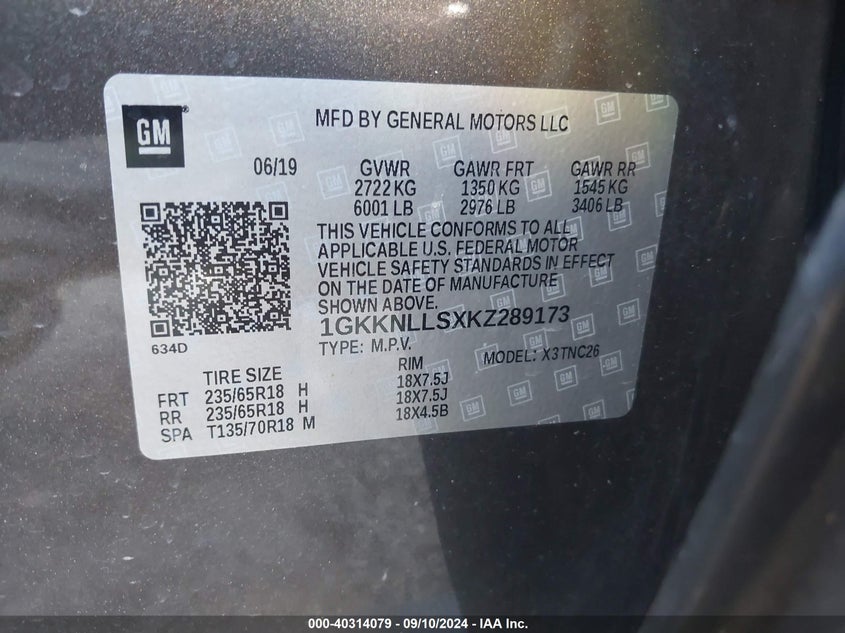 GM
MFD BY GENERAL MOTORS LLC
06/19 GVWR GAWR FRT GAWR RR
2722 KG 1350 KG 1545 KG
6001 LB 2976 LB 3406 LB
THIS VEHICLE CONFORMS TO ALL
APPLICABLE U.S. FEDERAL MOTOR
VEHICLE SAFETY STANDARDS IN EFFECT
ON THE DATE OF MANUFACTURE
SHOWN ABOVE.
1GKKNLLSXKZ289173
634D
TYPE: M.P.V. MODEL: X3TNC26
TIRE SIZE RIM
FRT 235/65R18 H 18X7.5J
RR 235/65R18 H 18X7.5J
SPA T135/70R18 M 18X4.5B
000-40314079 - 09/10/2024 - IAA Inc.